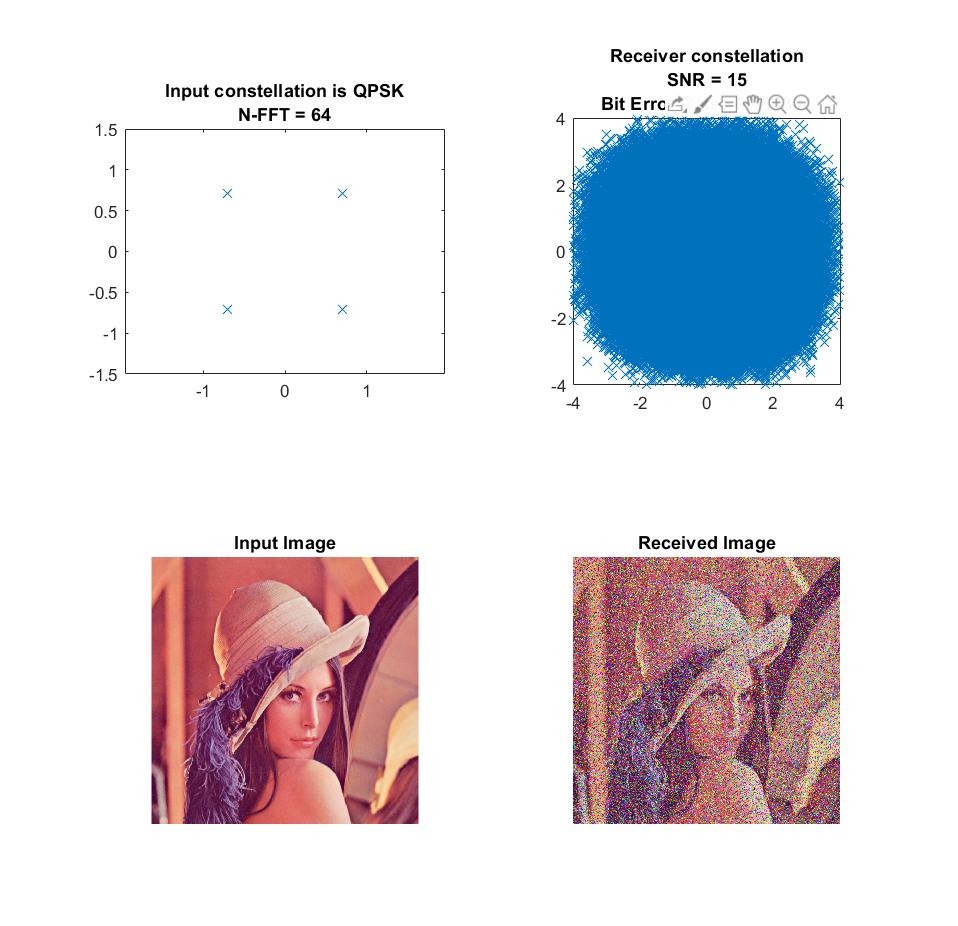 Input constellation is QPSK
N-FFT = 64
1.5
1
0.5
0
-0.5
-1
-1.5
-1 0 1
Receiver constellation
SNR = 15
Bit
4
2
0
-2
-4
-4 -2 0 2 4
Input Image
Received Image